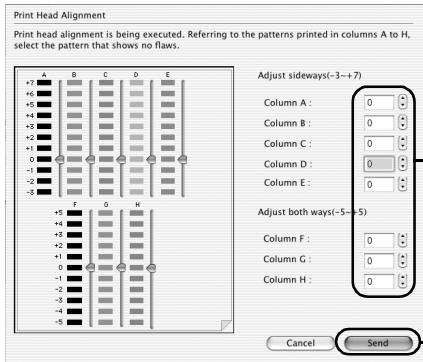 Print Head Alignment
Print head alignment is being executed. Referring to the patterns printed in columns A to H,
select the pattern that shows no flaws.
A B C D E
+7
+6
+5
+4
+3
+2
+1
0
-1
-2
-3
F G H
+5
+4
+3
+2
+1
0
-1
-2
-3
-4
-5
Adjust sideways(-3~+7)
Column A : 0
Column B : 0
Column C : 0
Column D : 0
Column E : 0
Adjust both ways(-5~+5)
Column F : 0
Column G : 0
Column H : 0
Cancel Send